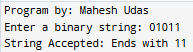 Program by: Mahesh Udas
Enter a binary string: 01011
String Accepted: Ends with 11